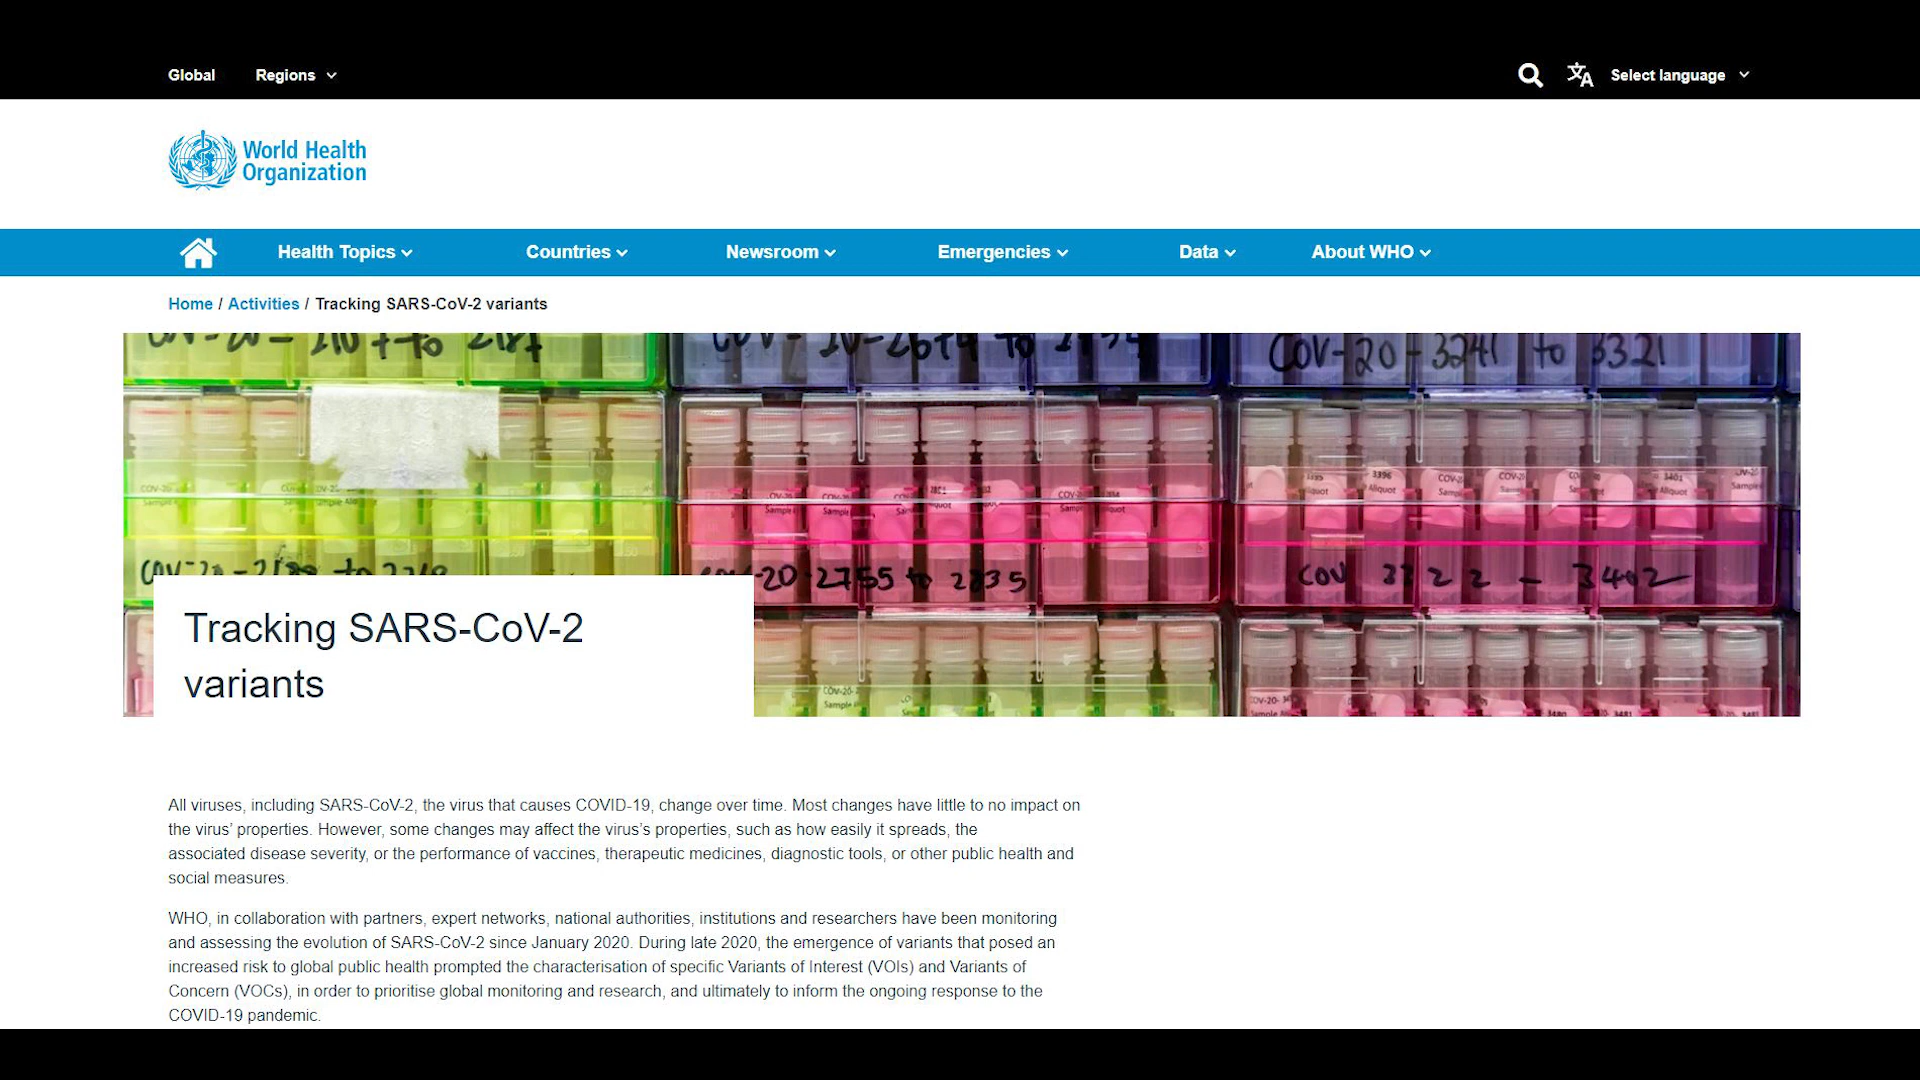 Global Regions Select language
World Health
Organization
Health Topics Countries Newsroom Emergencies Data About WHO
Home / Activities / Tracking SARS-CoV-2 variants
COV-20-3241 to 3321
3396
COV-20-2755 to 2835
COV 3322 - 3402
Tracking SARS-CoV-2
variants
All viruses, including SARS-CoV-2, the virus that causes COVID-19, change over time. Most changes have little to no impact on
the virus’ properties. However, some changes may affect the virus’s properties, such as how easily it spreads, the
associated disease severity, or the performance of vaccines, therapeutic medicines, diagnostic tools, or other public health and
social measures.
WHO, in collaboration with partners, expert networks, national authorities, institutions and researchers have been monitoring
and assessing the evolution of SARS-CoV-2 since January 2020. During late 2020, the emergence of variants that posed an
increased risk to global public health prompted the characterisation of specific Variants of Interest (VOIs) and Variants of
Concern (VOCs), in order to prioritise global monitoring and research, and ultimately to inform the ongoing response to the
COVID-19 pandemic.